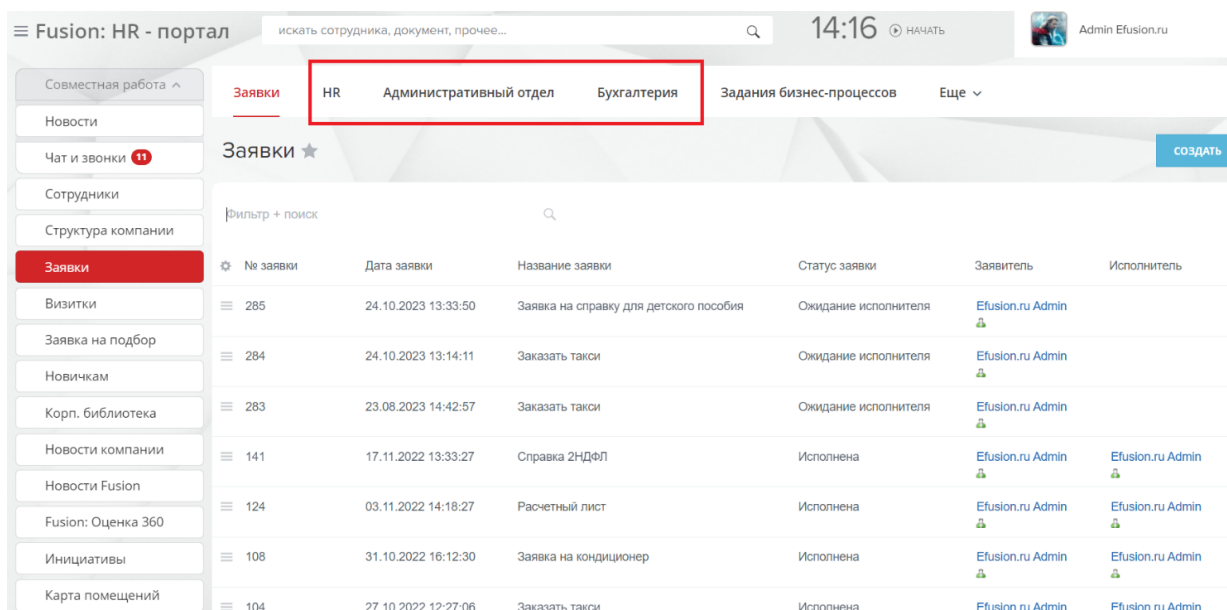 Fusion: HR - портал
искать сотрудника, документ, прочее...
14:16 НАЧАТЬ
Admin Efusion.ru
Совместная работа
Новости
Чат и звонки 11
Сотрудники
Структура компании
Заявки
Визитки
Заявка на подбор
Новичкам
Корп. библиотека
Новости компании
Новости Fusion
Fusion: Оценка 360
Инициативы
Карта помещений
Заявки HR Административный отдел Бухгалтерия Задания бизнес-процессов Еще
Заявки
СОЗДАТЬ
Фильтр + поиск
№ заявки Дата заявки Название заявки Статус заявки Заявитель Исполнитель
285 24.10.2023 13:33:50 Заявка на справку для детского пособия Ожидание исполнителя Efusion.ru Admin
284 24.10.2023 13:14:11 Заказать такси Ожидание исполнителя Efusion.ru Admin
283 23.08.2023 14:42:57 Заказать такси Ожидание исполнителя Efusion.ru Admin
141 17.11.2022 13:33:27 Справка 2НДФЛ Исполнена Efusion.ru Admin Efusion.ru Admin
124 03.11.2022 14:18:27 Расчетный лист Исполнена Efusion.ru Admin Efusion.ru Admin
108 31.10.2022 16:12:30 Заявка на кондиционер Исполнена Efusion.ru Admin Efusion.ru Admin
104 27.10.2022 12:27:06 Заказать такси Исполнена Efusion.ru Admin Efusion.ru Admin